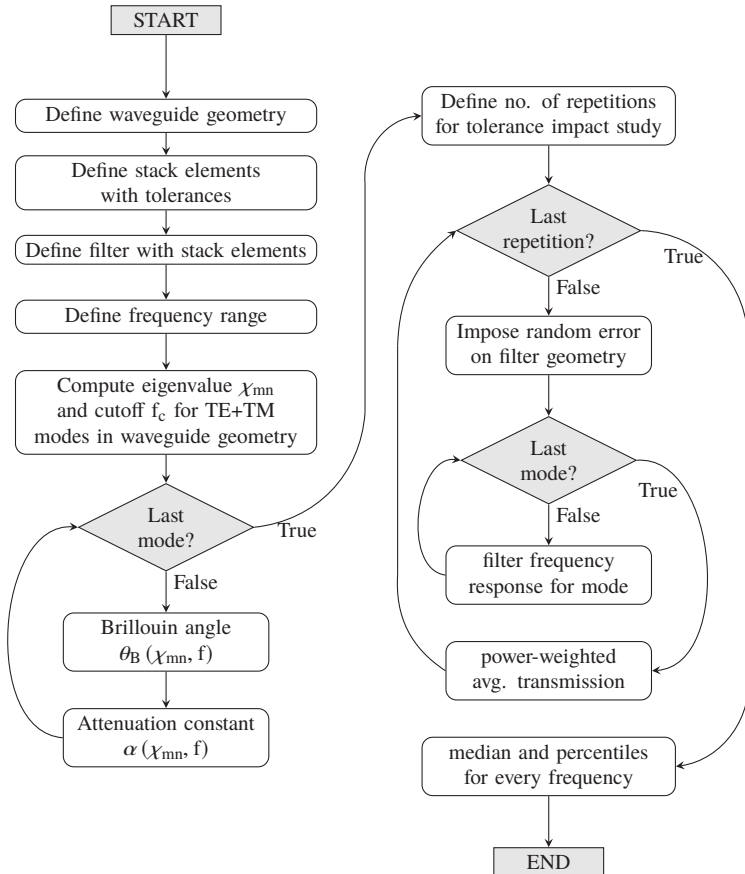 START
Define waveguide geometry
Define stack elements
with tolerances
Define filter with stack elements
Define frequency range
Compute eigenvalue χmn
and cutoff fc for TE+TM
modes in waveguide geometry
Last
mode?
True
False
Brillouin angle
θB (χmn, f)
Attenuation constant
α (χmn, f)
Define no. of repetitions
for tolerance impact study
Last
repetition?
True
False
Impose random error
on filter geometry
Last
mode?
True
False
filter frequency
response for mode
power-weighted
avg. transmission
median and percentiles
for every frequency
END